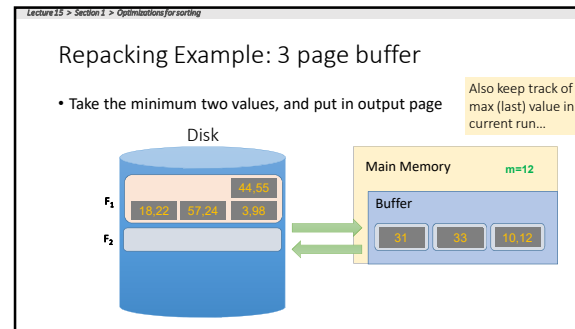 Lecture 15 > Section 1 > Optimizations for sorting
Repacking Example: 3 page buffer
• Take the minimum two values, and put in output page
Also keep track of
max (last) value in
current run…
Disk
Main Memory
m=12
44,55
F1
18,22 57,24 3,98
Buffer
F2
31 33 10,12